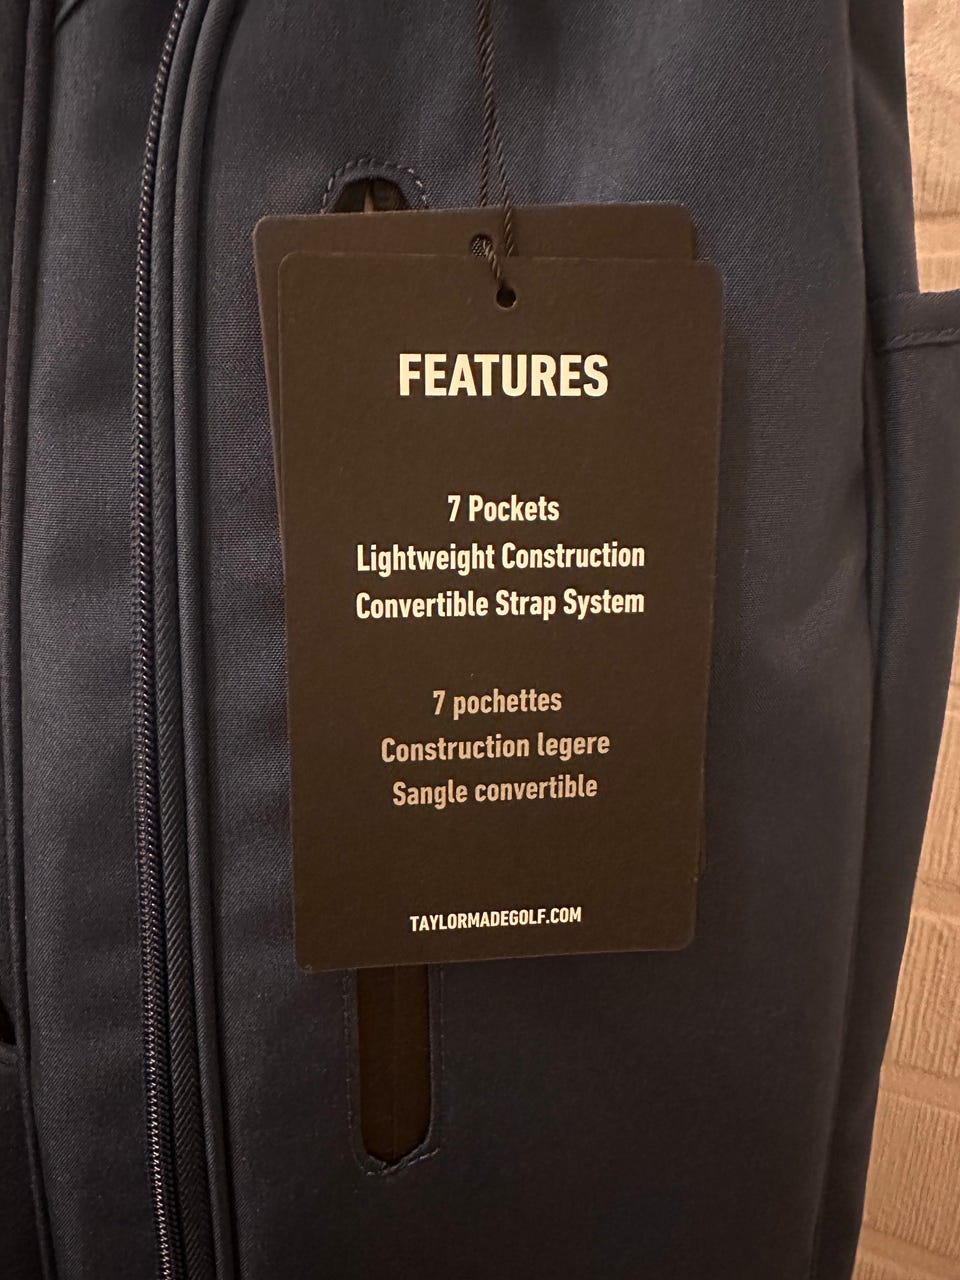 FEATURES
7 Pockets
Lightweight Construction
Convertible Strap System
7 pochettes
Construction legere
Sangle convertible
TAYLORMADEGOLF.COM